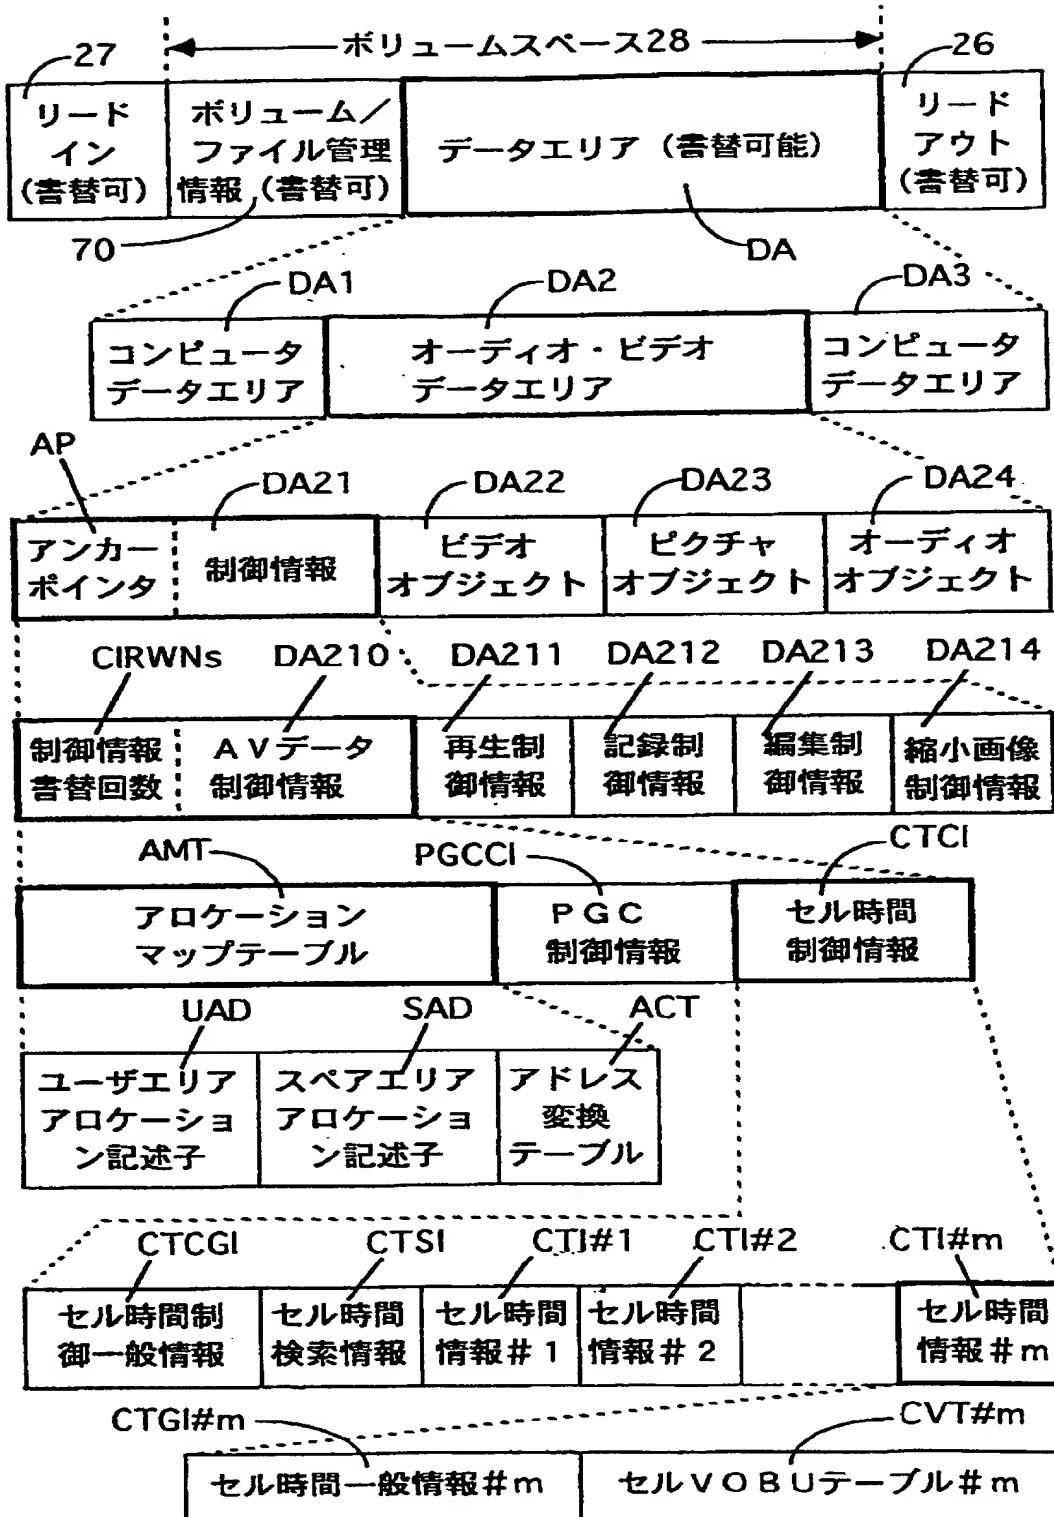 27
ボリュームスペース28
26
リード
イン
(書替可)
ボリューム/
ファイル管理
情報(書替可)
データエリア(書替可能)
リード
アウト
(書替可)
70
DA
DA1
DA2
DA3
コンピュータ
データエリア
オーディオ・ビデオ
データエリア
コンピュータ
データエリア
AP
DA21
DA22
DA23
DA24
アンカー
ポインタ
制御情報
ビデオ
オブジェクト
ピクチャ
オブジェクト
オーディオ
オブジェクト
CIRWNs
DA210
DA211
DA212
DA213
DA214
制御情報
書替回数
AVデータ
制御情報
再生制
御情報
記録制
御情報
編集制
御情報
縮小画像
制御情報
AMT
PGCCI
CTCI
アロケーション
マップテーブル
PGC
制御情報
セル時間
制御情報
UAD
SAD
ACT
ユーザエリア
アロケーショ
ン記述子
スペアエリア
アロケーショ
ン記述子
アドレス
変換
テーブル
CTCGI
CTSI
CTI#1
CTI#2
CTI#m
セル時間制
御一般情報
セル時間
検索情報
セル時間
情報#1
セル時間
情報#2
セル時間
情報#m
CTGI#m
CVT#m
セル時間一般情報#m
セルVOBUテーブル#m